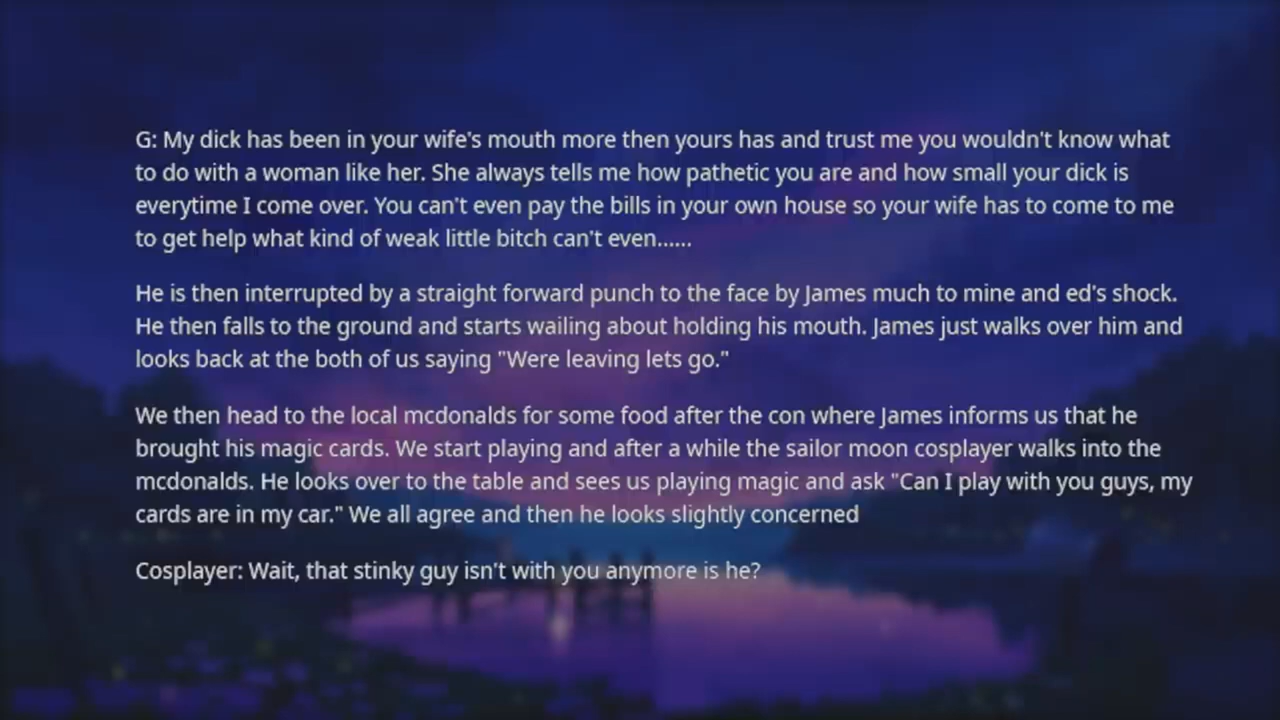 G: My dick has been in your wife's mouth more then yours has and trust me you wouldn't know what
to do with a woman like her. She always tells me how pathetic you are and how small your dick is
everytime I come over. You can't even pay the bills in your own house so your wife has to come to me
to get help what kind of weak little bitch can't even......
He is then interrupted by a straight forward punch to the face by James much to mine and ed's shock.
He then falls to the ground and starts wailing about holding his mouth. James just walks over him and
looks back at the both of us saying "Were leaving lets go."
We then head to the local mcdonalds for some food after the con where James informs us that he
brought his magic cards. We start playing and after a while the sailor moon cosplayer walks into the
mcdonalds. He looks over to the table and sees us playing magic and ask "Can I play with you guys, my
cards are in my car." We all agree and then he looks slightly concerned
Cosplayer: Wait, that stinky guy isn't with you anymore is he?